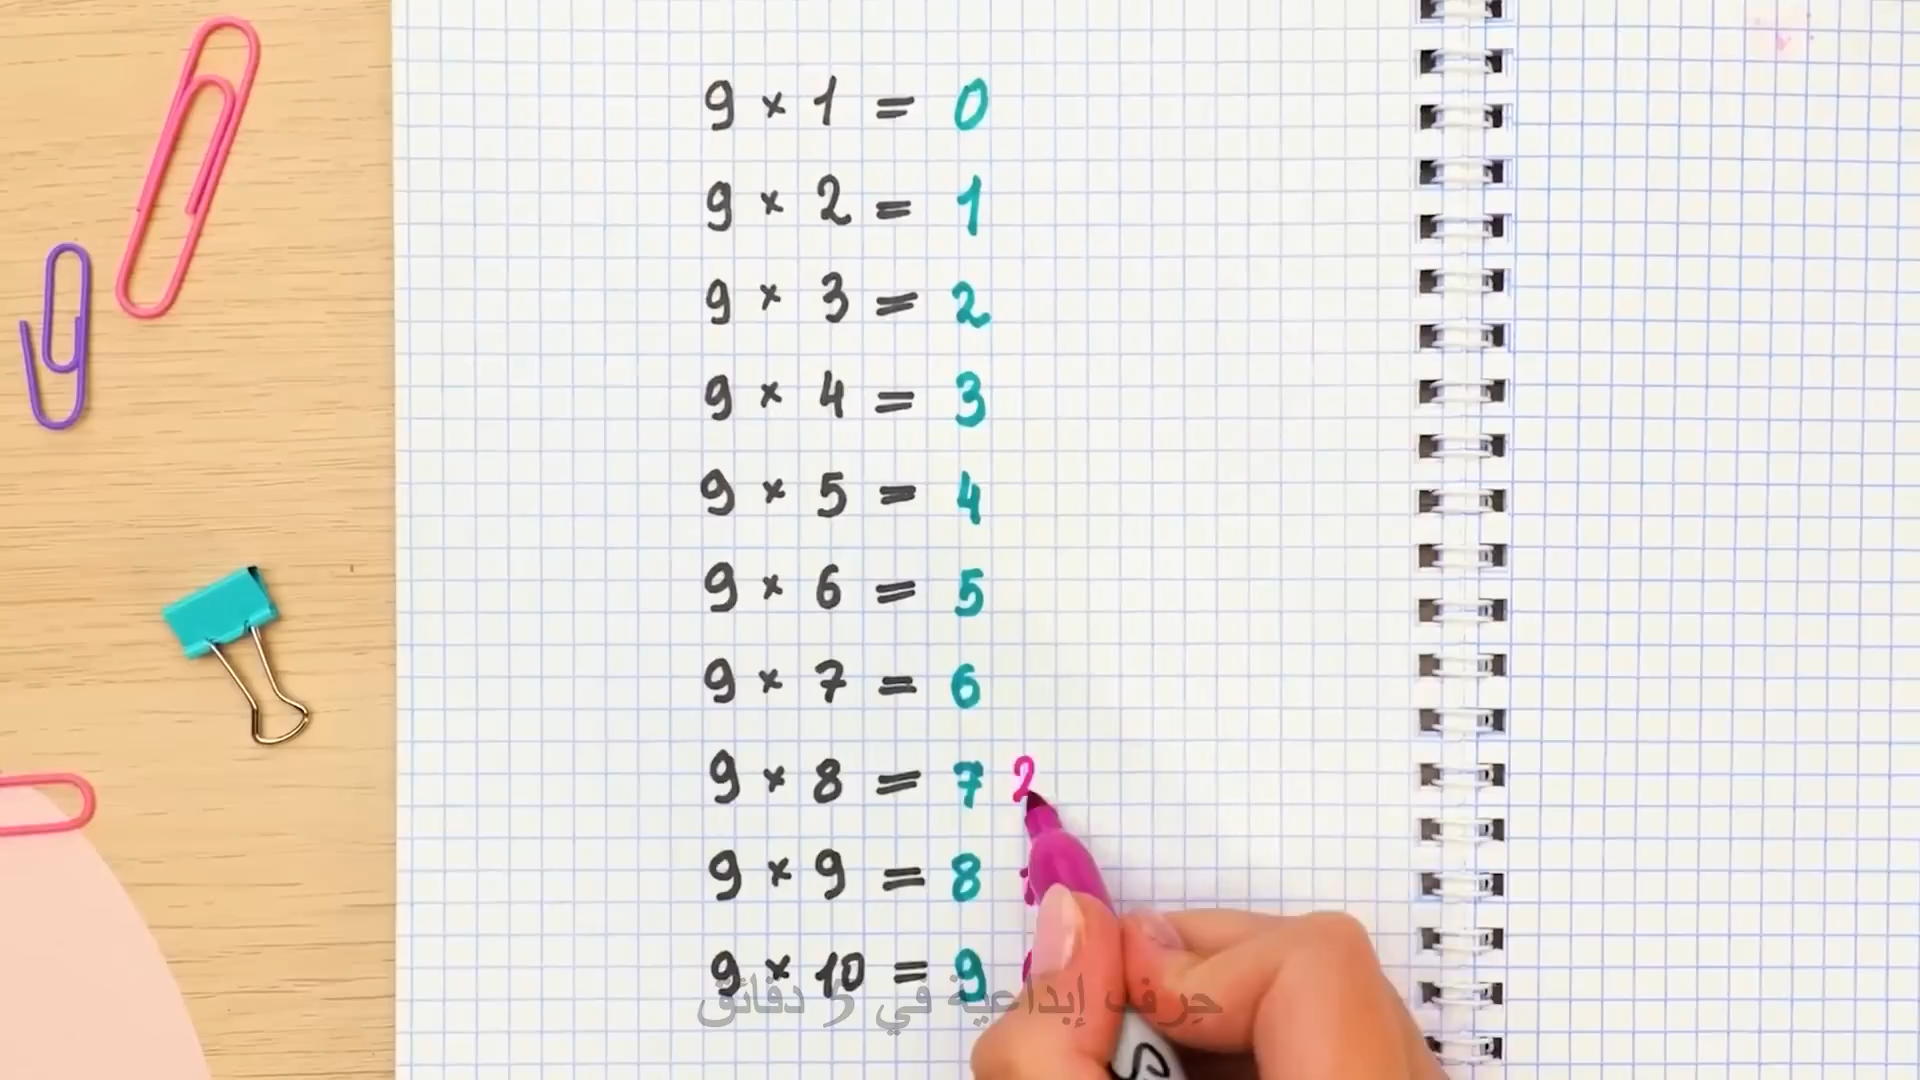 9 × 1 = 0
9 × 2 = 1
9 × 3 = 2
9 × 4 = 3
9 × 5 = 4
9 × 6 = 5
9 × 7 = 6
9 × 8 = 7 2
9 × 9 = 8
9 × 10 = 9
حِرف إبداعية في 5 دقائق